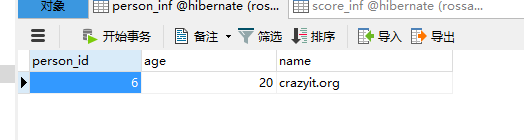 对象 person_inf @hibernate (rossa... score_inf @hibernate (rossa...
开始事务 备注 筛选 排序 导入 导出
person_id age name
6 20 crazyit.org